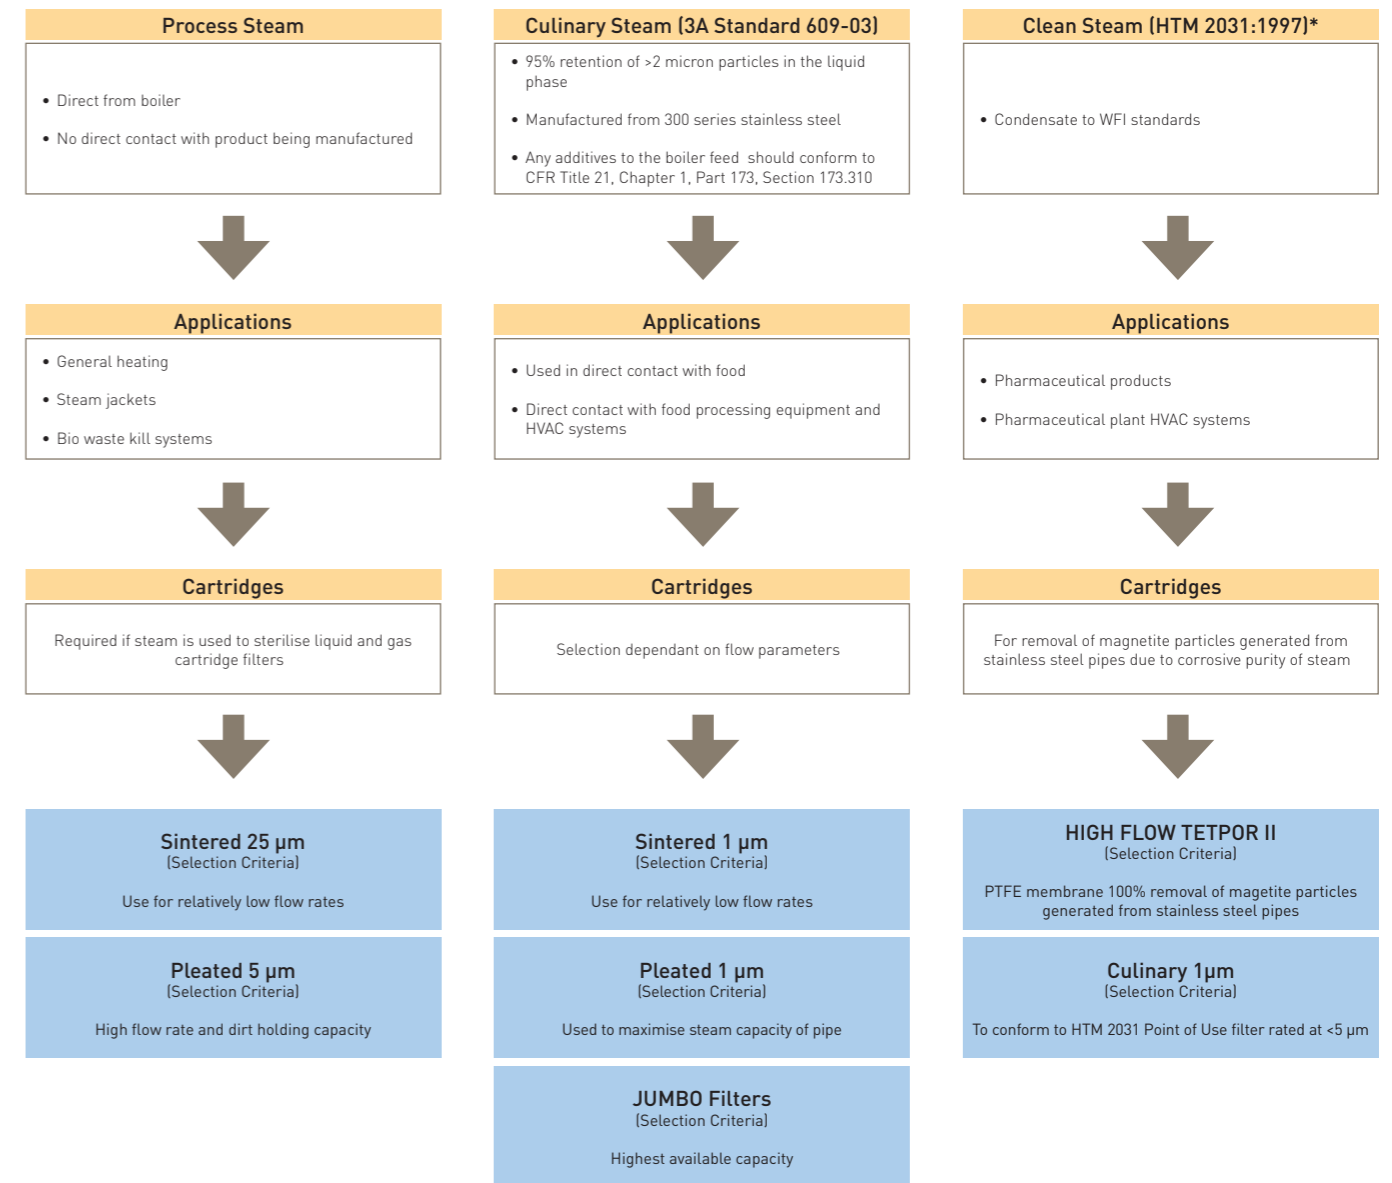 Process Steam
• Direct from boiler
• No direct contact with product being manufactured
Applications
• General heating
• Steam jackets
• Bio waste kill systems
Cartridges
Required if steam is used to sterilise liquid and gas
cartridge filters
Sintered 25 µm
(Selection Criteria)
Use for relatively low flow rates
Pleated 5 µm
(Selection Criteria)
High flow rate and dirt holding capacity
Culinary Steam (3A Standard 609-03)
• 95% retention of >2 micron particles in the liquid
phase
• Manufactured from 300 series stainless steel
• Any additives to the boiler feed should conform to
CFR Title 21, Chapter 1, Part 173, Section 173.310
Applications
• Used in direct contact with food
• Direct contact with food processing equipment and
HVAC systems
Cartridges
Selection dependant on flow parameters
Sintered 1 µm
(Selection Criteria)
Use for relatively low flow rates
Pleated 1 µm
(Selection Criteria)
Used to maximise steam capacity of pipe
JUMBO Filters
(Selection Criteria)
Highest available capacity
Clean Steam (HTM 2031:1997)*
• Condensate to WFI standards
Applications
• Pharmaceutical products
• Pharmaceutical plant HVAC systems
Cartridges
For removal of magnetite particles generated from
stainless steel pipes due to corrosive purity of steam
HIGH FLOW TETPOR II
(Selection Criteria)
PTFE membrane 100% removal of magetite particles
generated from stainless steel pipes
Culinary 1µm
(Selection Criteria)
To conform to HTM 2031 Point of Use filter rated at <5 µm